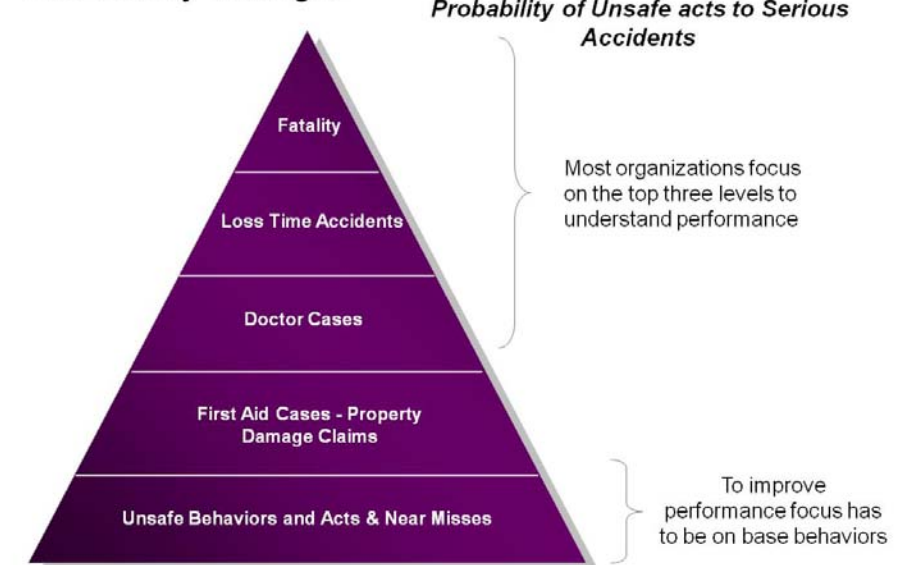 Probability of Unsafe acts to Serious
Accidents
Fatality
Loss Time Accidents
Doctor Cases
First Aid Cases - Property
Damage Claims
Unsafe Behaviors and Acts & Near Misses
Most organizations focus
on the top three levels to
understand performance
To improve
performance focus has
to be on base behaviors